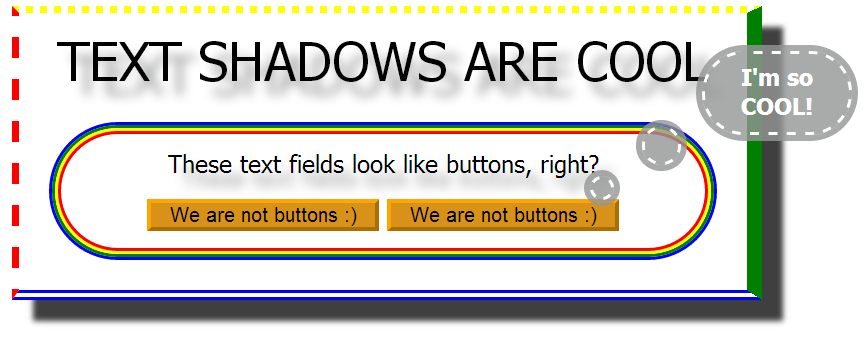 TEXT SHADOWS ARE COOL
I'm so
COOL!
These text fields look like buttons, right?
We are not buttons :) We are not buttons :)